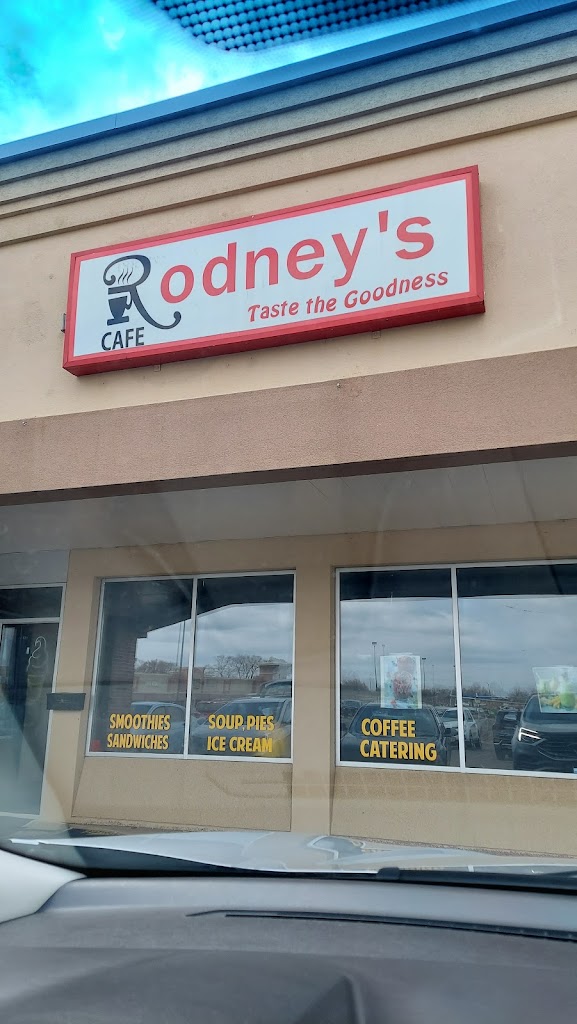 Rodney's
CAFE
Taste the Goodness
SMOOTHIES
SANDWICHES
SOUP, PIES
ICE CREAM
COFFEE
CATERING